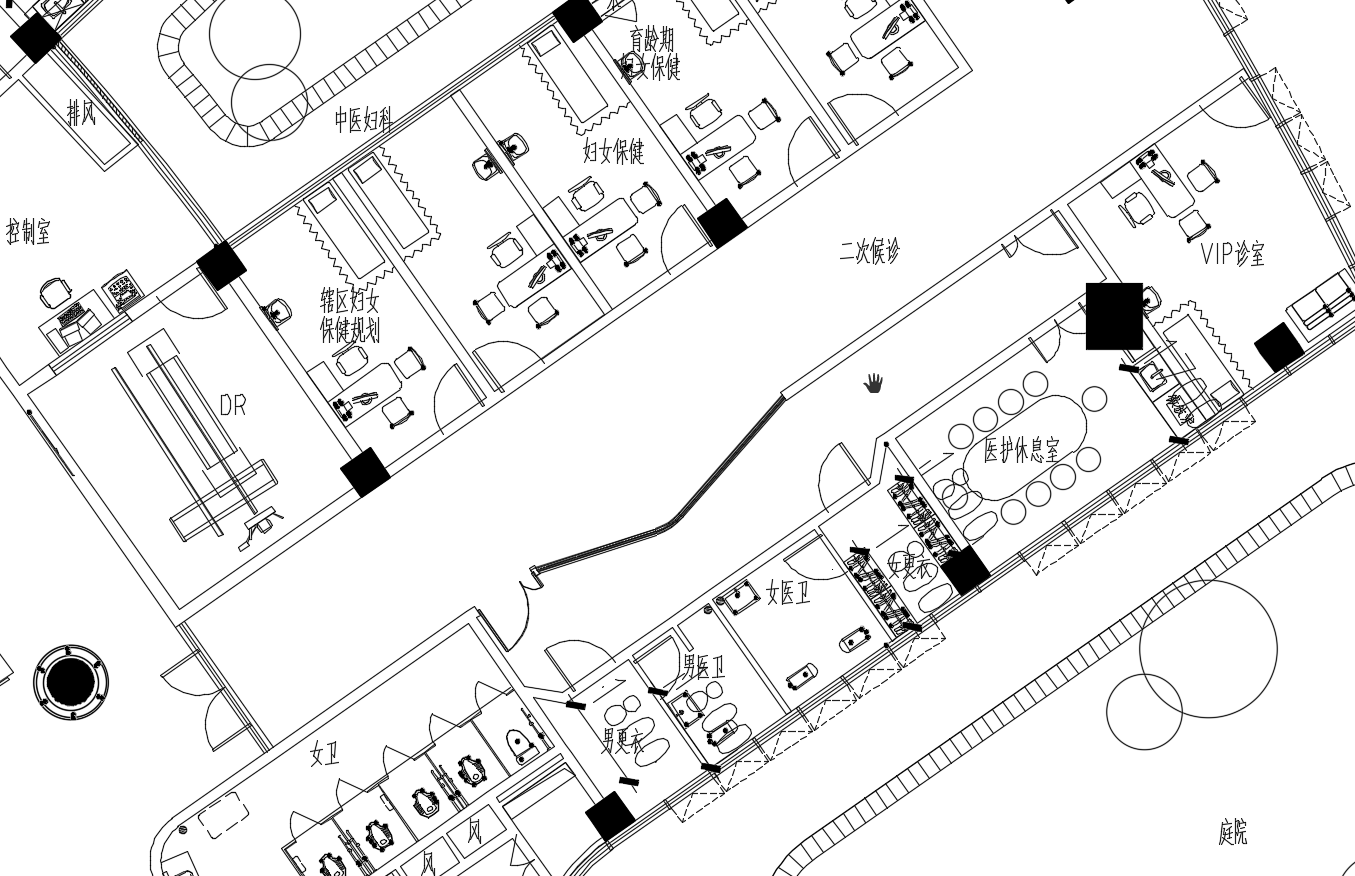 育龄期
妇女保健
排风
中医妇科
妇女保健
控制室
二次候诊
VIP诊室
辖区妇女
保健规划
DR
医护休息室
女更衣
女医卫
男医卫
男更衣
女卫
风
风
庭院